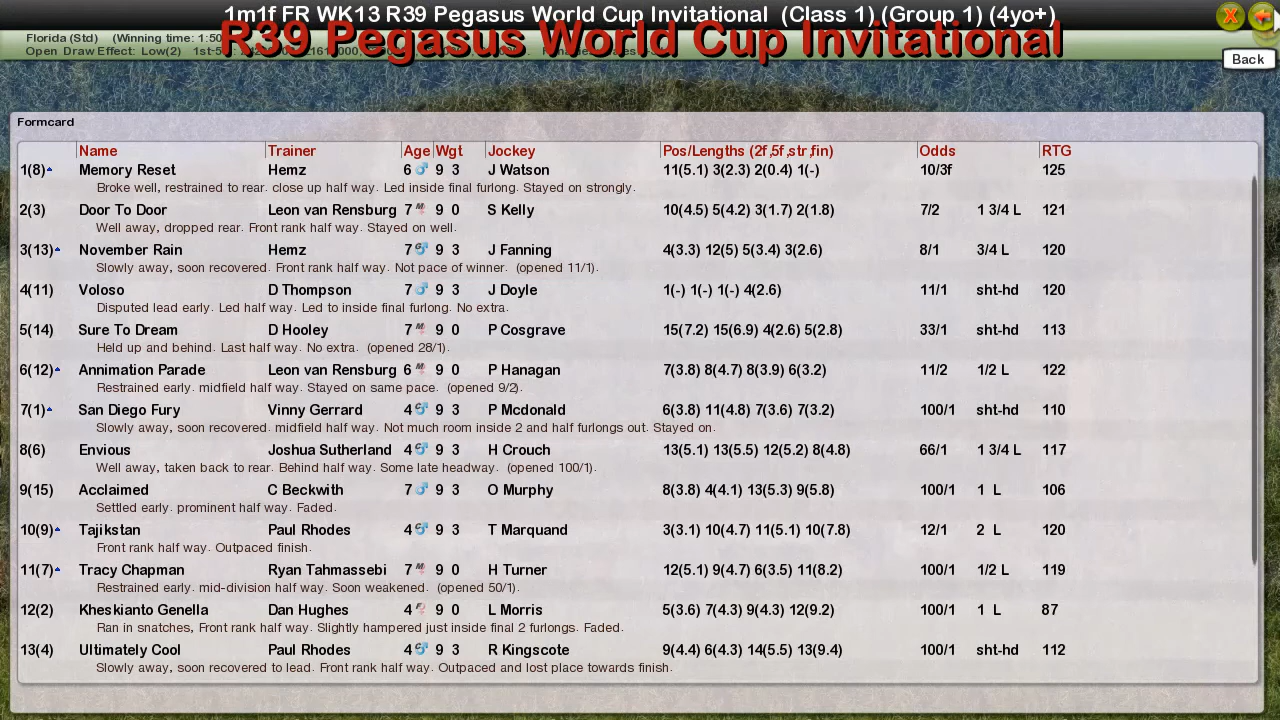 1m1f FR WK13 R39 Pegasus World Cup Invitational (Class 1) (Group 1) (4yo+)
R39 Pegasus World Cup Invitational
Florida (Std) (Winning time: 1:50
Open Draw Effect: Low(2) 1st-5
Back
Formcard
Name Trainer Age Wgt Jockey Pos/Lengths (2f,5f,str,fin) Odds RTG
1(8) Memory Reset Hemz 6 9 3 J Watson 11(5.1) 3(2.3) 2(0.4) 1(-) 10/3f 125
Broke well, restrained to rear. close up half way. Led inside final furlong. Stayed on strongly.
2(3) Door To Door Leon van Rensburg 7 9 0 S Kelly 10(4.5) 5(4.2) 3(1.7) 2(1.8) 7/2 1 3/4 L 121
Well away, dropped rear. Front rank half way. Stayed on well.
3(13) November Rain Hemz 7 9 3 J Fanning 4(3.3) 12(5) 5(3.4) 3(2.6) 8/1 3/4 L 120
Slowly away, soon recovered. Front rank half way. Not pace of winner. (opened 11/1).
4(11) Voloso D Thompson 7 9 3 J Doyle 1(-) 1(-) 1(-) 4(2.6) 11/1 sht-hd 120
Disputed lead early. Led half way. Led to inside final furlong. No extra.
5(14) Sure To Dream D Hooley 7 9 0 P Cosgrave 15(7.2) 15(6.9) 4(2.6) 5(2.8) 33/1 sht-hd 113
Held up and behind. Last half way. No extra. (opened 28/1).
6(12) Annimation Parade Leon van Rensburg 6 9 0 P Hanagan 7(3.8) 8(4.7) 8(3.9) 6(3.2) 11/2 1/2 L 122
Restrained early. midfield half way. Stayed on same pace. (opened 9/2).
7(1) San Diego Fury Vinny Gerrard 4 9 3 P Mcdonald 6(3.8) 11(4.8) 7(3.6) 7(3.2) 100/1 sht-hd 110
Slowly away, soon recovered. midfield half way. Not much room inside 2 and half furlongs out. Stayed on.
8(6) Envious Joshua Sutherland 4 9 3 H Crouch 13(5.1) 13(5.5) 12(5.2) 8(4.8) 66/1 1 3/4 L 117
Well away, taken back to rear. Behind half way. Some late headway. (opened 100/1).
9(15) Acclaimed C Beckwith 7 9 3 O Murphy 8(3.8) 4(4.1) 13(5.3) 9(5.8) 100/1 1 L 106
Settled early. prominent half way. Faded.
10(9) Tajikstan Paul Rhodes 4 9 3 T Marquand 3(3.1) 10(4.7) 11(5.1) 10(7.8) 12/1 2 L 120
Front rank half way. Outpaced finish.
11(7) Tracy Chapman Ryan Tahmassebi 7 9 0 H Turner 12(5.1) 9(4.7) 6(3.5) 11(8.2) 100/1 1/2 L 119
Restrained early. mid-division half way. Soon weakened. (opened 50/1).
12(2) Kheskianto Genella Dan Hughes 4 9 0 L Morris 5(3.6) 7(4.3) 9(4.3) 12(9.2) 100/1 1 L 87
Ran in snatches, Front rank half way. Slightly hampered just inside final 2 furlongs. Faded.
13(4) Ultimately Cool Paul Rhodes 4 9 3 R Kingscote 9(4.4) 6(4.3) 14(5.5) 13(9.4) 100/1 sht-hd 112
Slowly away, soon recovered to lead. Front rank half way. Outpaced and lost place towards finish.